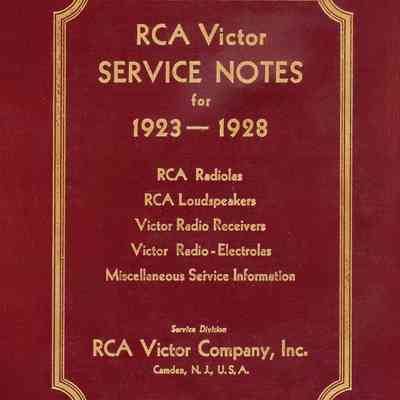 RCA Victor
SERVICE NOTES
for
1923 — 1928
RCA Radiolas
RCA Loudspeakers
Victor Radio Receivers
Victor Radio - Electrolas
Miscellaneous Service Information
Service Division
RCA Victor Company, Inc.
Camden, N. J., U. S. A.